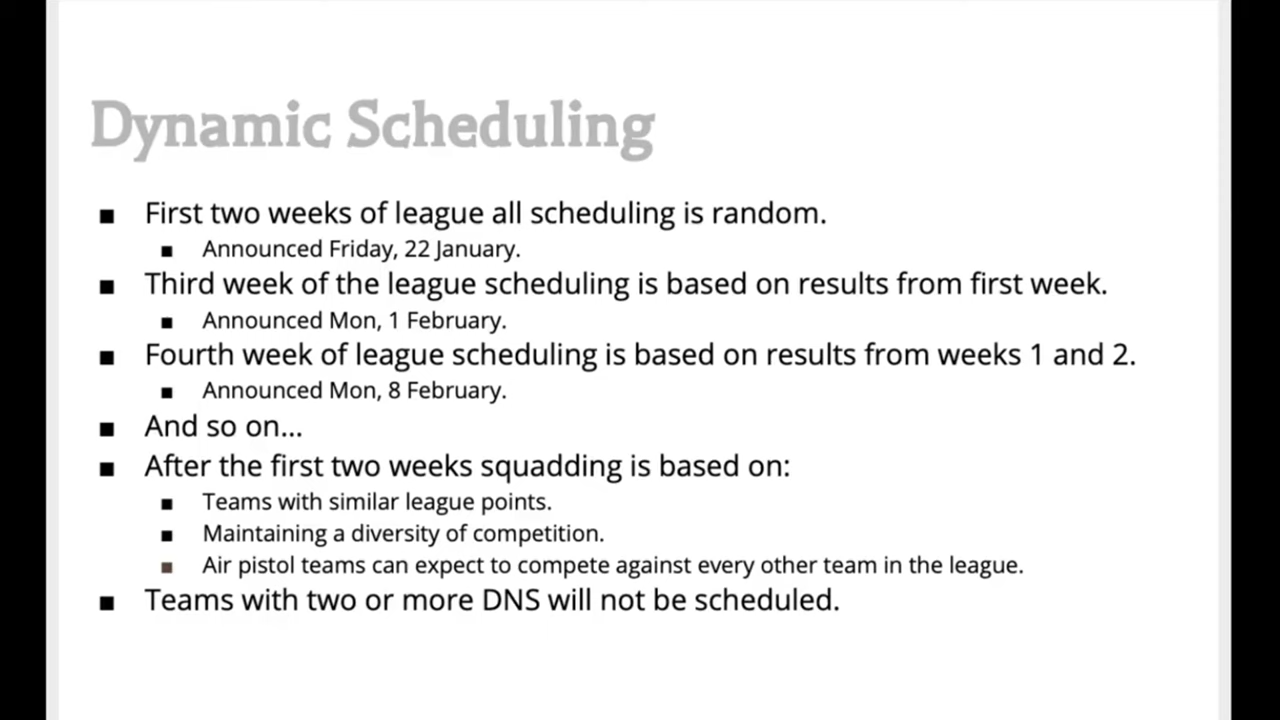 Dynamic Scheduling
■ First two weeks of league all scheduling is random.
■ Announced Friday, 22 January.
■ Third week of the league scheduling is based on results from first week.
■ Announced Mon, 1 February.
■ Fourth week of league scheduling is based on results from weeks 1 and 2.
■ Announced Mon, 8 February.
■ And so on...
■ After the first two weeks squadding is based on:
■ Teams with similar league points.
■ Maintaining a diversity of competition.
■ Air pistol teams can expect to compete against every other team in the league.
■ Teams with two or more DNS will not be scheduled.